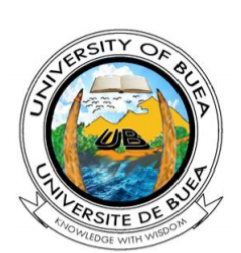 UNIVERSITY OF BUEA
UB
UNIVERSITE DE BUEA
KNOWLEDGE WITH WISDOM